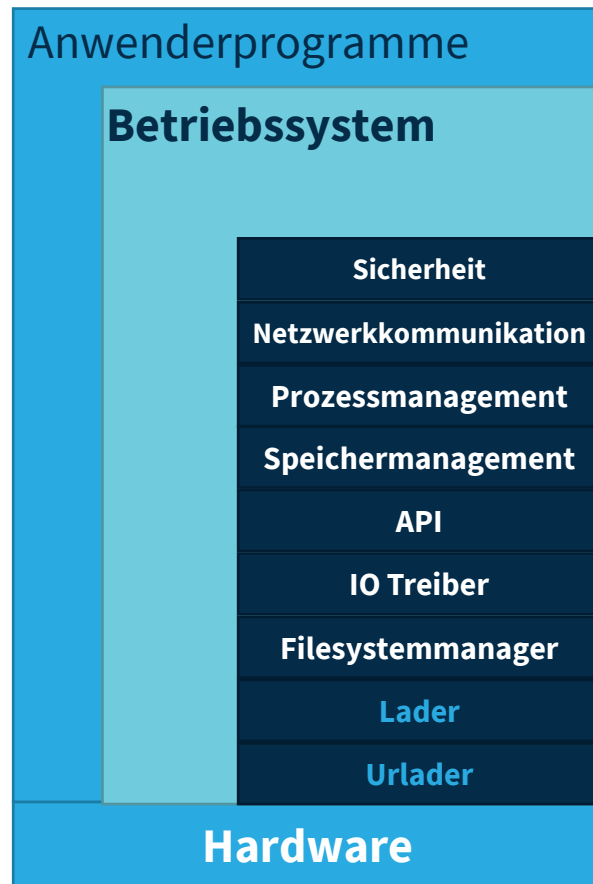 Anwenderprogramme
Betriebssystem
Sicherheit
Netzwerkkommunikation
Prozessmanagement
Speichermanagement
API
IO Treiber
Filesystemmanager
Lader
Urlader
Hardware